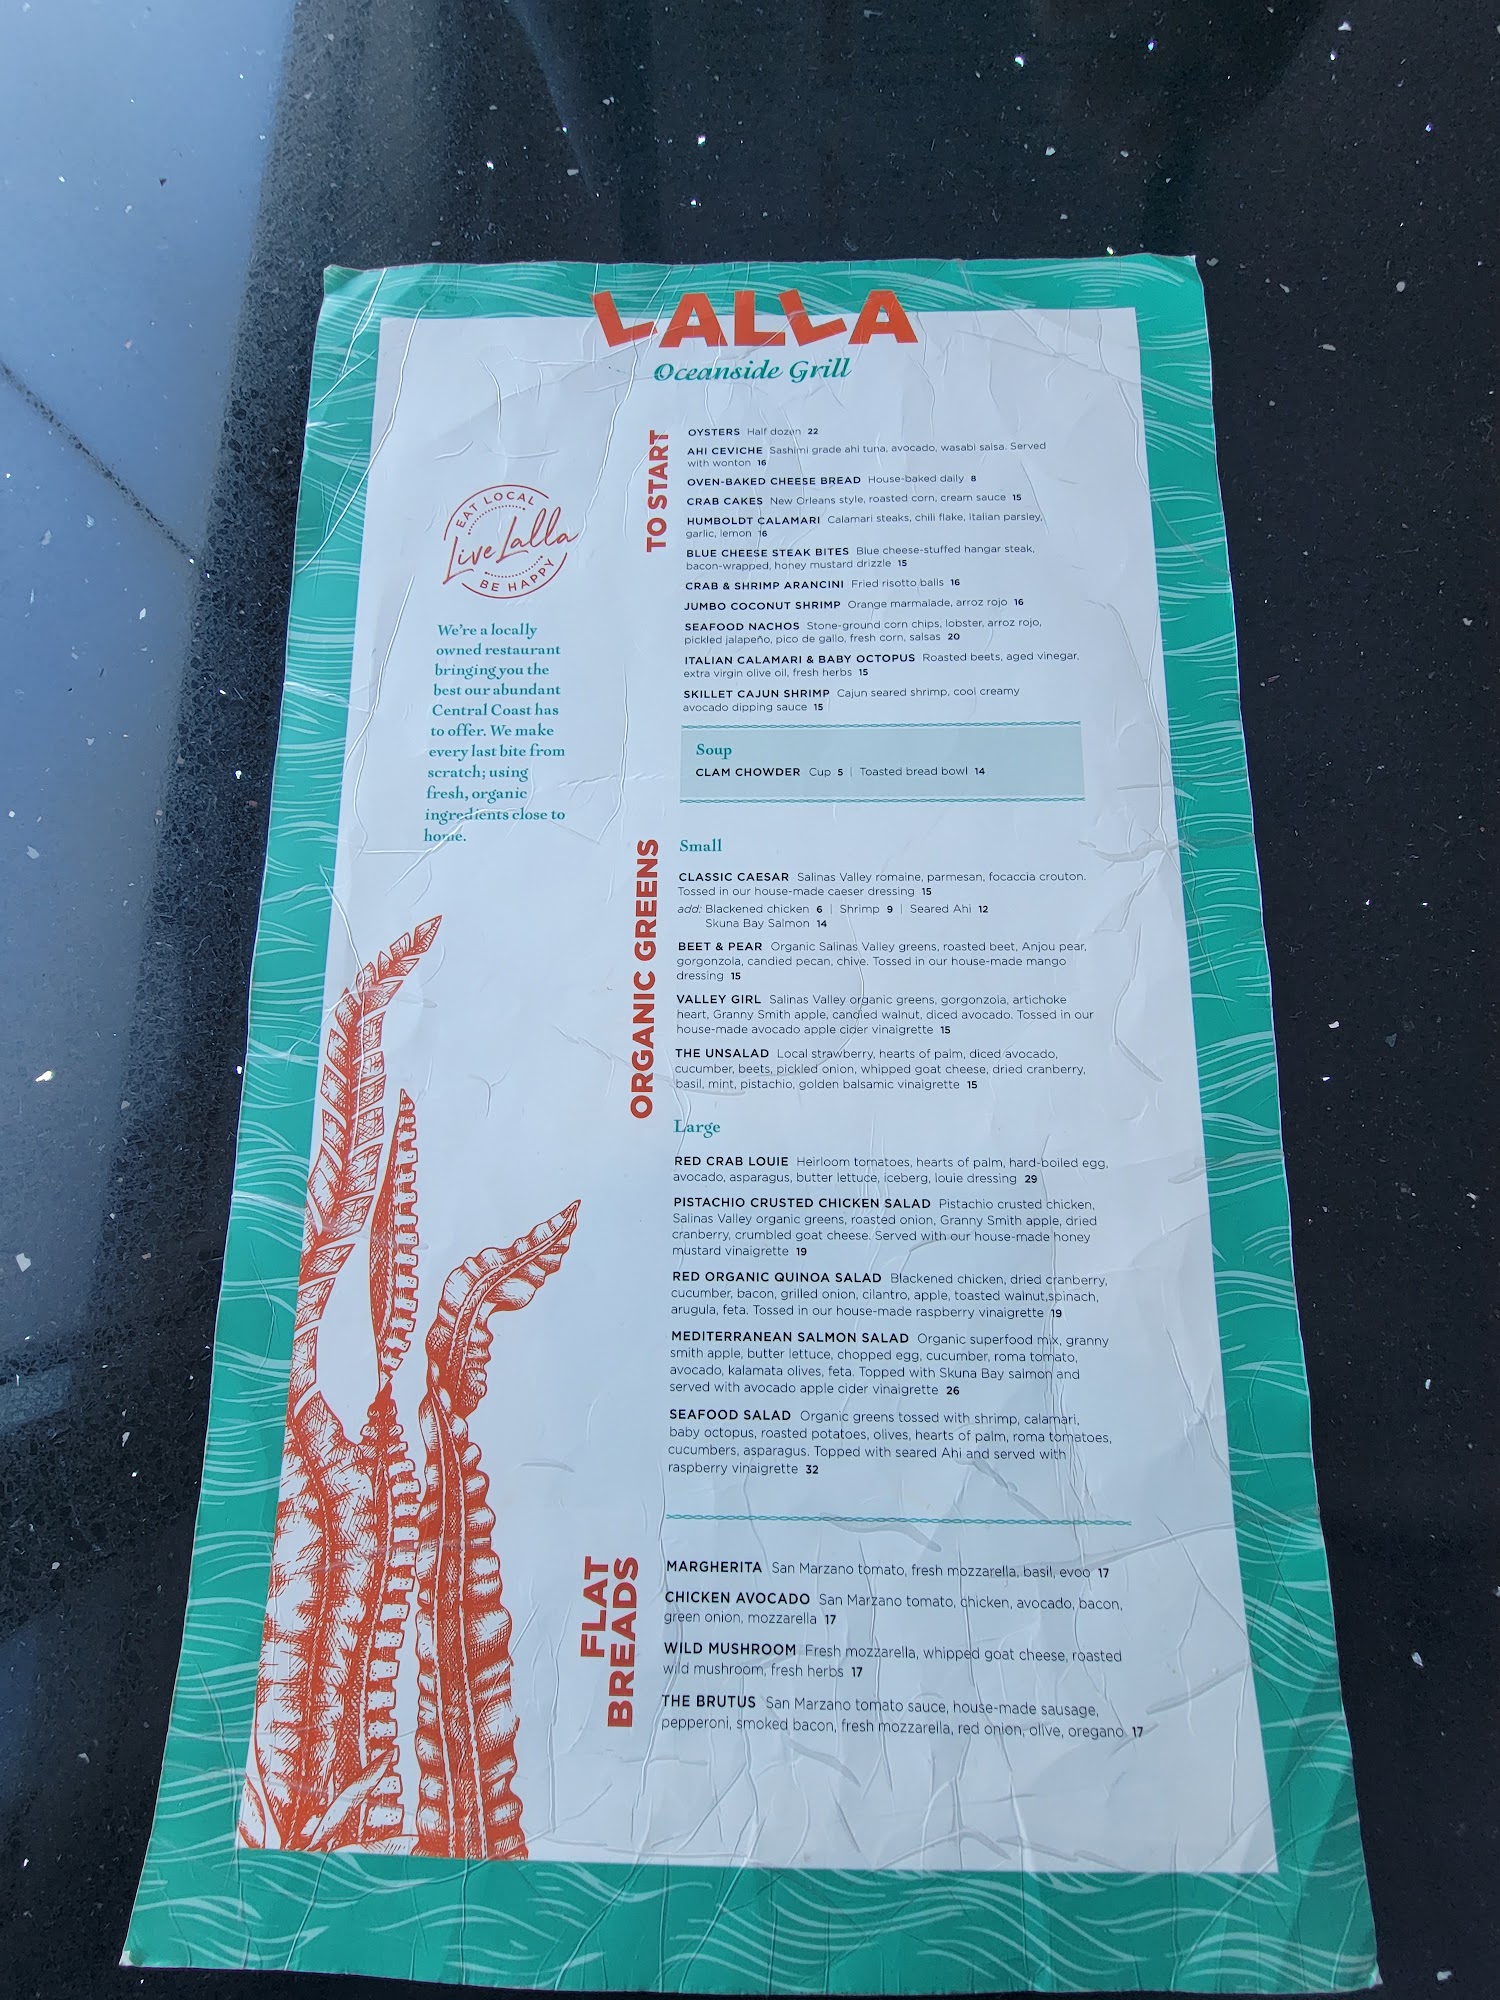 LALLA
Oceanside Grill
EAT LOCAL
Live Lalla
BE HAPPY
We're a locally
owned restaurant
bringing you the
best our abundant
Central Coast has
to offer. We make
every last bite from
scratch; using
fresh, organic
ingredients close to
home.
TO START
OYSTERS Half dozen 22
AHI CEVICHE Sashimi grade ahi tuna, avocado, wasabi salsa. Served
with wonton 16
OVEN-BAKED CHEESE BREAD House-baked daily 8
CRAB CAKES New Orleans style, roasted corn, cream sauce 15
HUMBOLDT CALAMARI Calamari steaks, chili flake, Italian parsley,
garlic, lemon 16
BLUE CHEESE STEAK BITES Blue cheese-stuffed hangar steak,
bacon-wrapped, honey mustard drizzle 15
CRAB & SHRIMP ARANCINI Fried risotto balls 16
JUMBO COCONUT SHRIMP Orange marmalade, arroz rojo 16
SEAFOOD NACHOS Stone-ground corn chips, lobster, arroz rojo,
pickled jalapeño, pico de gallo, fresh corn, salsas 20
ITALIAN CALAMARI & BABY OCTOPUS Roasted beets, aged vinegar,
extra virgin olive oil, fresh herbs 15
SKILLET CAJUN SHRIMP Cajun seared shrimp, cool creamy
avocado dipping sauce 15
Soup
CLAM CHOWDER Cup 5 | Toasted bread bowl 14
ORGANIC GREENS
Small
CLASSIC CAESAR Salinas Valley romaine, parmesan, focaccia crouton.
Tossed in our house-made caeser dressing 15
add: Blackened chicken 6 | Shrimp 9 | Seared Ahi 12
Skuna Bay Salmon 14
BEET & PEAR Organic Salinas Valley greens, roasted beet, Anjou pear,
gorgonzola, candied pecan, chive. Tossed in our house-made mango
dressing 15
VALLEY GIRL Salinas Valley organic greens, gorgonzola, artichoke
heart, Granny Smith apple, candied walnut, diced avocado. Tossed in our
house-made avocado apple cider vinaigrette 15
THE UNSALAD Local strawberry, hearts of palm, diced avocado,
cucumber, beets, pickled onion, whipped goat cheese, dried cranberry,
basil, mint, pistachio, golden balsamic vinaigrette 15
Large
RED CRAB LOUIE Heirloom tomatoes, hearts of palm, hard-boiled egg,
avocado, asparagus, butter lettuce, iceberg, louie dressing 29
PISTACHIO CRUSTED CHICKEN SALAD Pistachio crusted chicken,
Salinas Valley organic greens, roasted onion, Granny Smith apple, dried
cranberry, crumbled goat cheese. Served with our house-made honey
mustard vinaigrette 19
RED ORGANIC QUINOA SALAD Blackened chicken, dried cranberry,
cucumber, bacon, grilled onion, cilantro, apple, toasted walnut,spinach,
arugula, feta. Tossed in our house-made raspberry vinaigrette 19
MEDITERRANEAN SALMON SALAD Organic superfood mix, granny
smith apple, butter lettuce, chopped egg, cucumber, roma tomato,
avocado, kalamata olives, feta. Topped with Skuna Bay salmon and
served with avocado apple cider vinaigrette 26
SEAFOOD SALAD Organic greens tossed with shrimp, calamari,
baby octopus, roasted potatoes, olives, hearts of palm, roma tomatoes,
cucumbers, asparagus. Topped with seared Ahi and served with
raspberry vinaigrette 32
FLAT
BREADS
MARGHERITA San Marzano tomato, fresh mozzarella, basil, evoo 17
CHICKEN AVOCADO San Marzano tomato, chicken, avocado, bacon,
green onion, mozzarella 17
WILD MUSHROOM Fresh mozzarella, whipped goat cheese, roasted
wild mushroom, fresh herbs 17
THE BRUTUS San Marzano tomato sauce, house-made sausage,
pepperoni, smoked bacon, fresh mozzarella, red onion, olive, oregano 17